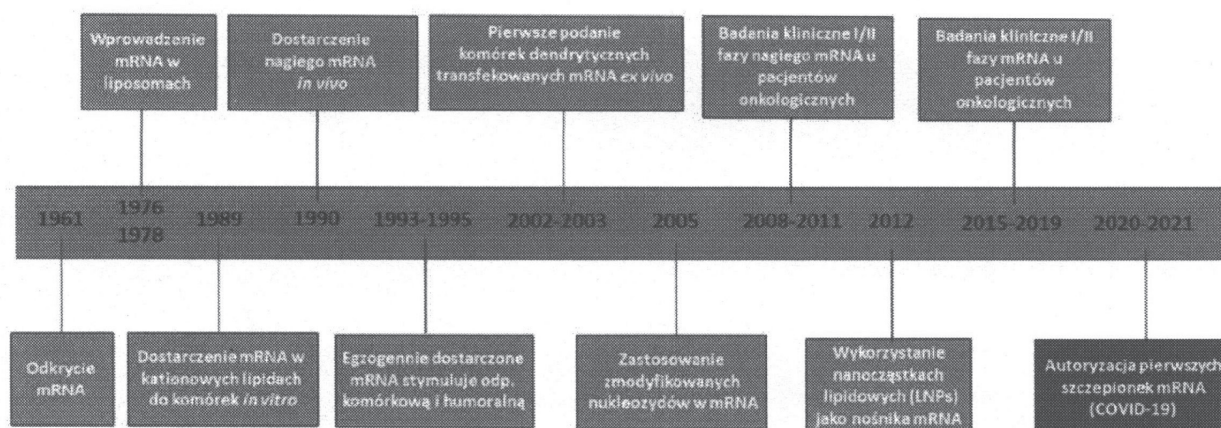 Wprowadzenie
mRNA w
liposomach
Dostarczenie
nagiego mRNA
in vivo
Pierwsze podanie
komórek dendrytycznych
transfekowanych mRNA ex vivo
Badania kliniczne I/II
fazy nagiego mRNA u
pacjentów
onkologicznych
Badania kliniczne I/II
fazy mRNA u
pacjentów
onkologicznych
1961
1976
1978
1989
1990
1993-1995
2002-2003
2005
2008-2011
2012
2015-2019
2020-2021
Odkrycie
mRNA
Dostarczenie mRNA w
kationowych lipidach
do komórek in vitro
Egzogennie dostarczone
mRNA stymuluje odp.
komórkową i humoralną
Zastosowanie
zmodyfikowanych
nukleozydów w mRNA
Wykorzystanie
nanocząstkach
lipidowych (LNPs)
jako nośnika mRNA
Autoryzacja pierwszych
szczepionek mRNA
(COVID-19)